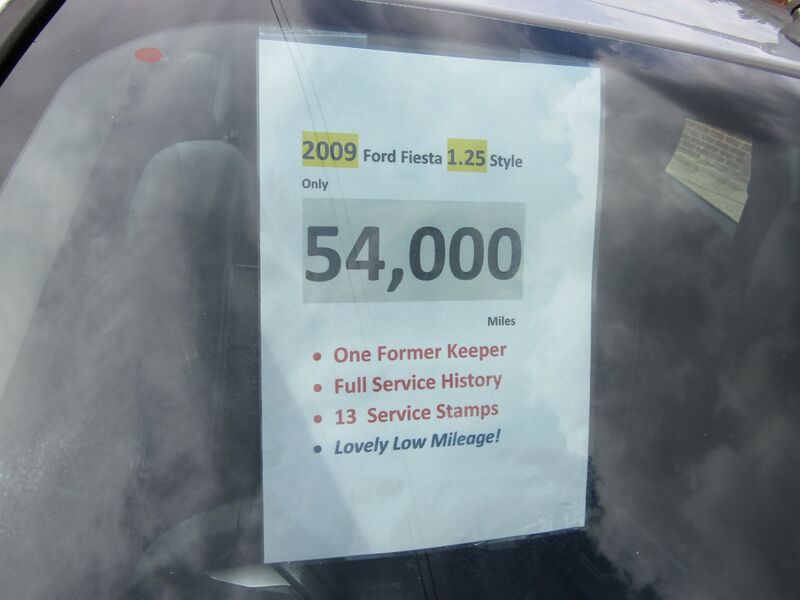 2009 Ford Fiesta 1.25 Style
Only
54,000
Miles
• One Former Keeper
• Full Service History
• 13 Service Stamps
• Lovely Low Mileage!